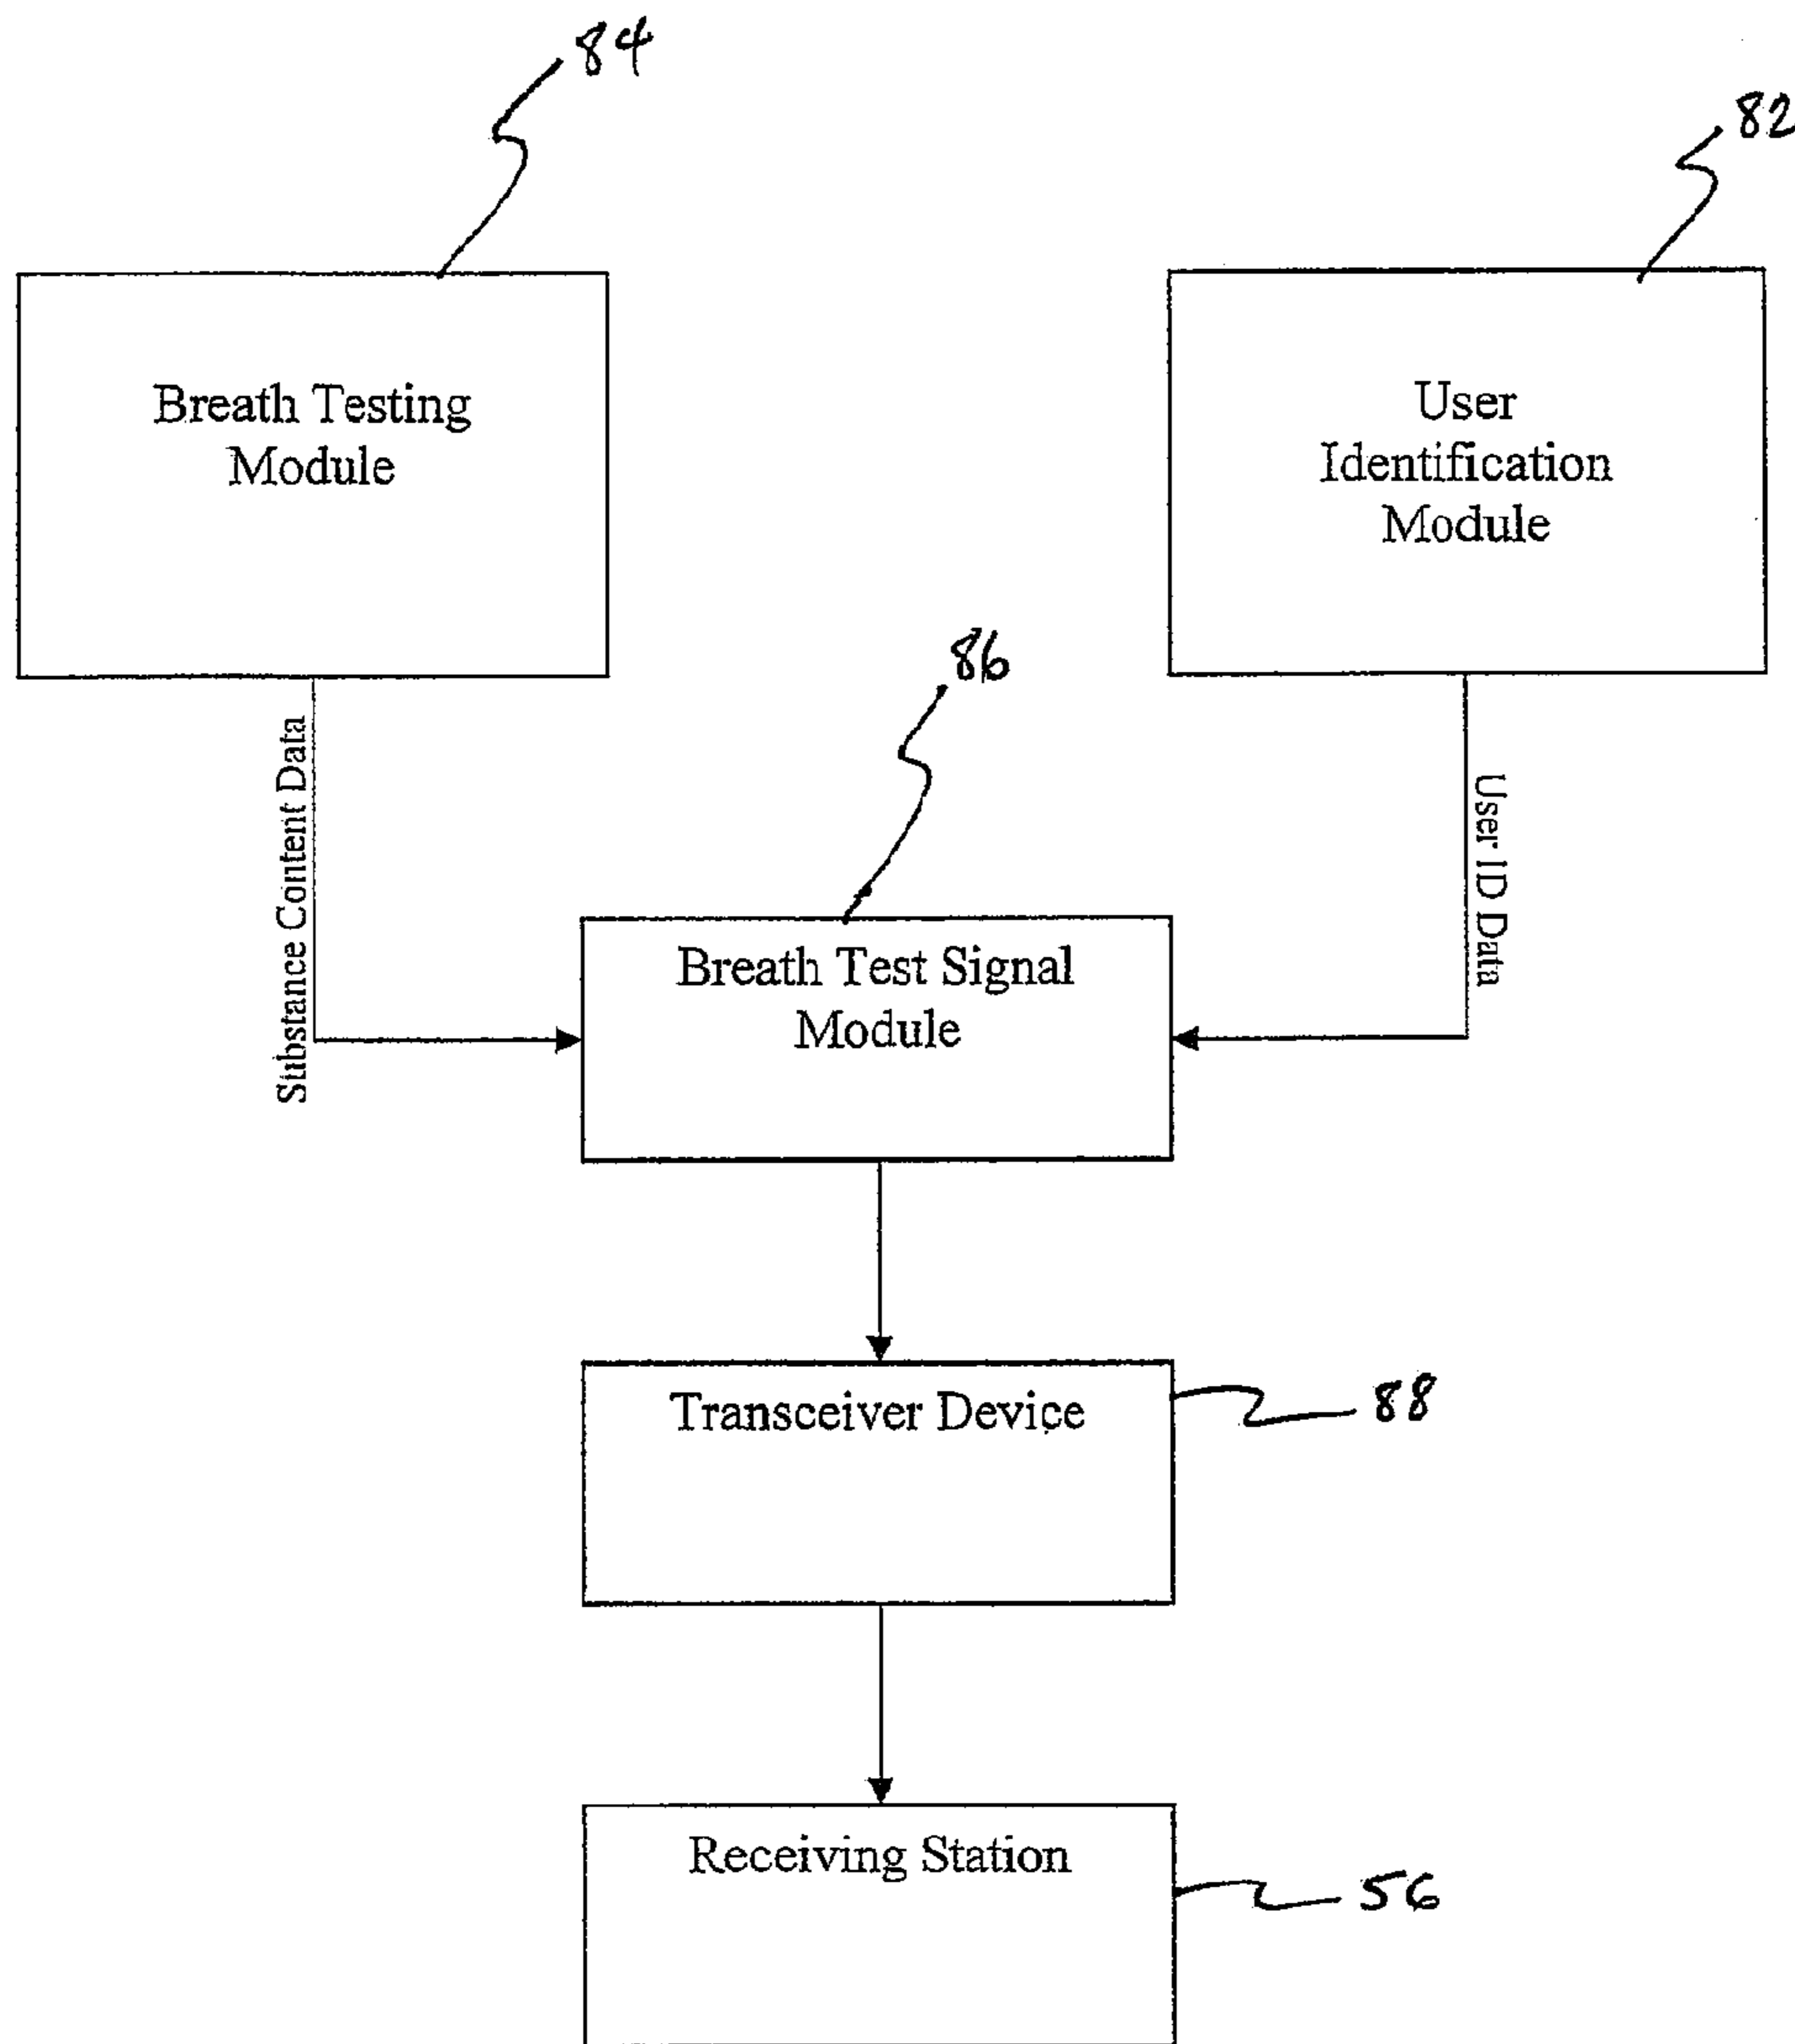 84
82
Breath Testing
Module
User
Identification
Module
86
Substance Content Data
User ID Data
Breath Test Signal
Module
Transceiver Device
88
Receiving Station
56